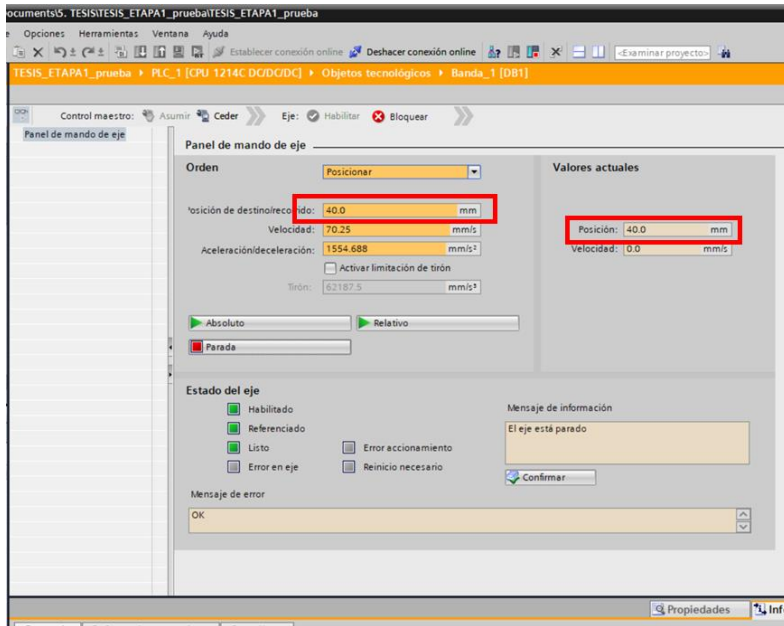 ocuments\5. TESIS\TESIS_ETAPA1_prueba\TESIS_ETAPA1_prueba
Opciones Herramientas Ventana Ayuda
Establecer conexión online Deshacer conexión online <Examinar proyecto>
TESIS_ETAPA1_prueba PLC_1 [CPU 1214C DC/DC/DC] Objetos tecnológicos Banda_1 [DB1]
Control maestro: Asumir Ceder Eje: Habilitar Bloquear
Panel de mando de eje
Panel de mando de eje
Orden
Posicionar
Valores actuales
osición de destino/recorrido: 40.0 mm
Posición: 40.0 mm
Velocidad: 70.25 mm/s
Velocidad: 0.0 mm/s
Aceleración/deceleración: 1554.688 mm/s²
Activar limitación de tirón
Tirón: 62187.5 mm/s³
Absoluto Relativo
Parada
Estado del eje
Habilitado
Mensaje de información
Referenciado
El eje está parado
Listo Error accionamiento
Error en eje Reinicio necesario
Confirmar
Mensaje de error
OK
Propiedades Inf